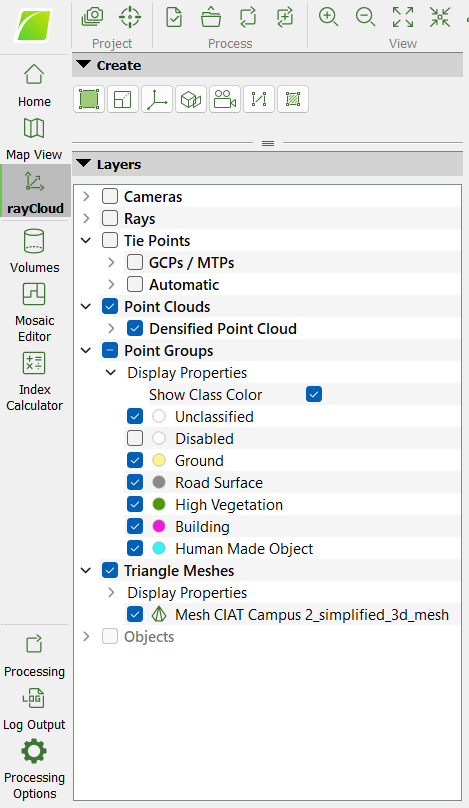 Project
Process
View
Create
Home
Map View
rayCloud
Volumes
Mosaic
Editor
Index
Calculator
Processing
Log Output
Processing
Options
Layers
Cameras
Rays
Tie Points
GCPs / MTPs
Automatic
Point Clouds
Densified Point Cloud
Point Groups
Display Properties
Show Class Color
Unclassified
Disabled
Ground
Road Surface
High Vegetation
Building
Human Made Object
Triangle Meshes
Display Properties
Mesh CIAT Campus 2_simplified_3d_mesh
Objects